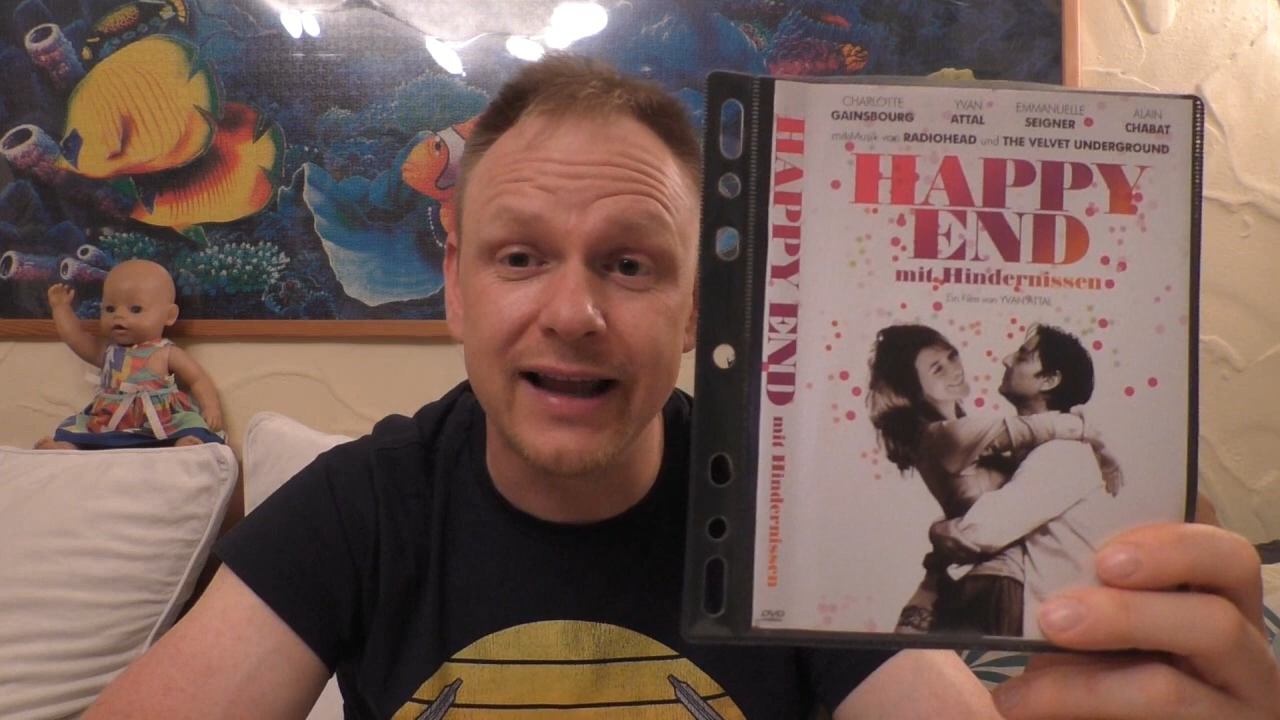 CHARLOTTE GAINSBOURG
YVAN ATTAL
EMMANUELLE SEIGNER
ALAIN CHABAT
mit Musik von RADIOHEAD und THE VELVET UNDERGROUND
HAPPY
END
mit Hindernissen
Ein Film von YVAN ATTAL
HAPPY END mit Hindernissen
DVD